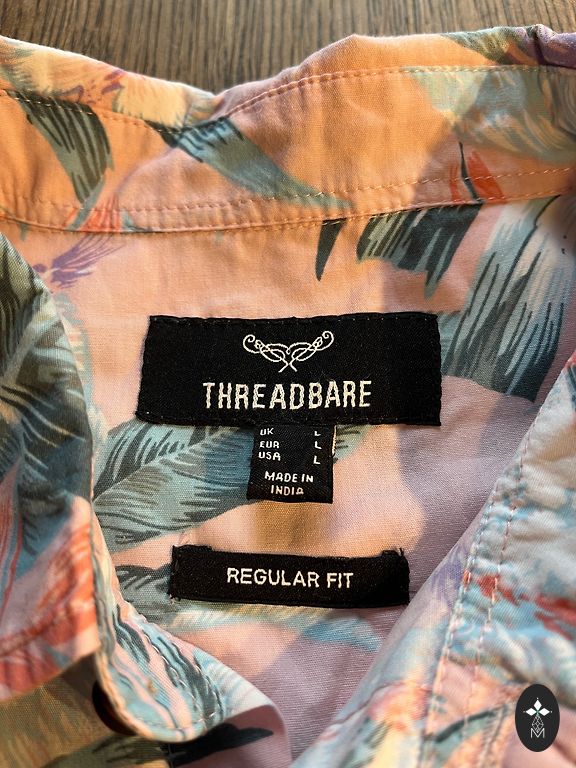 THREADBARE
UK L
EUR L
USA L
MADE IN
INDIA
REGULAR FIT